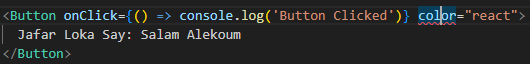 <Button onClick={() => console.log('Button Clicked')} color="react">
Jafar Loka Say: Salam Alekoum
</Button>